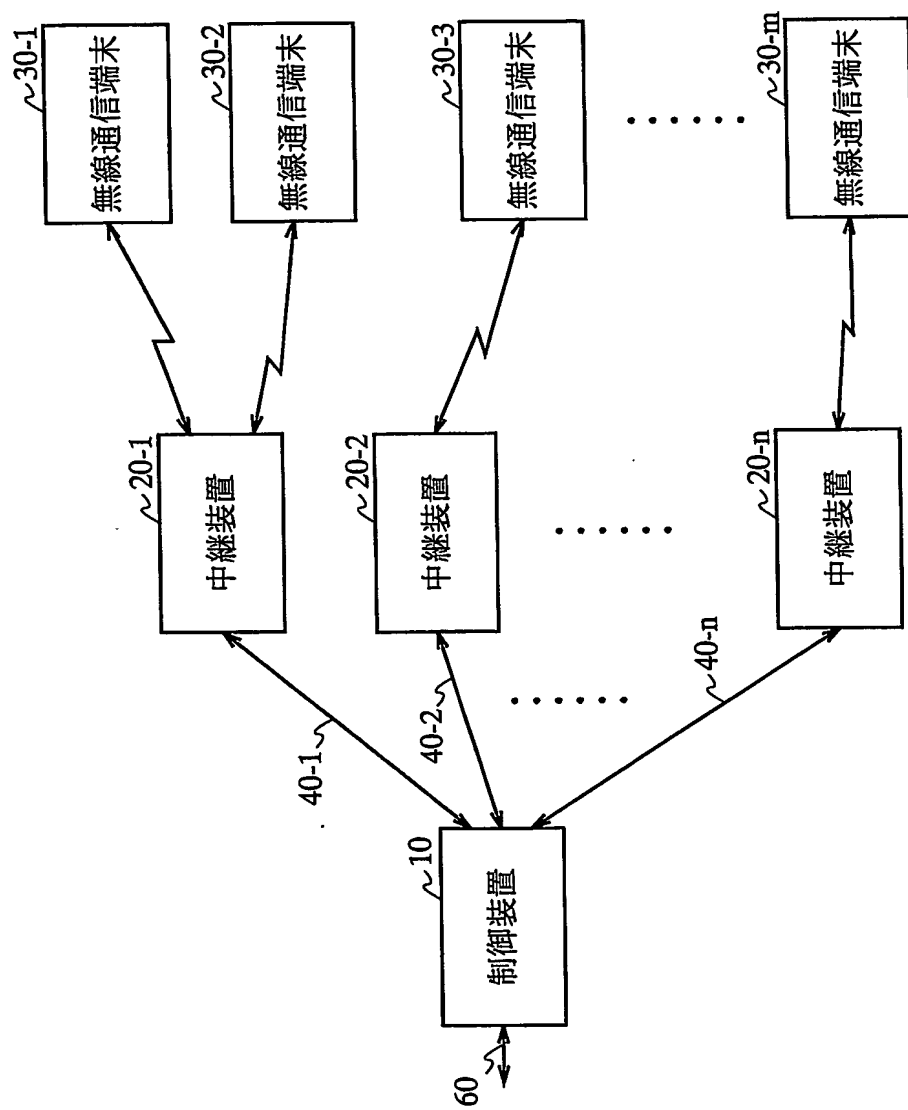 60
10
制御装置
40-1
40-2
40-n
20-1
中継装置
20-2
中継装置
20-n
中継装置
30-1
無線通信端末
30-2
無線通信端末
30-3
無線通信端末
30-m
無線通信端末